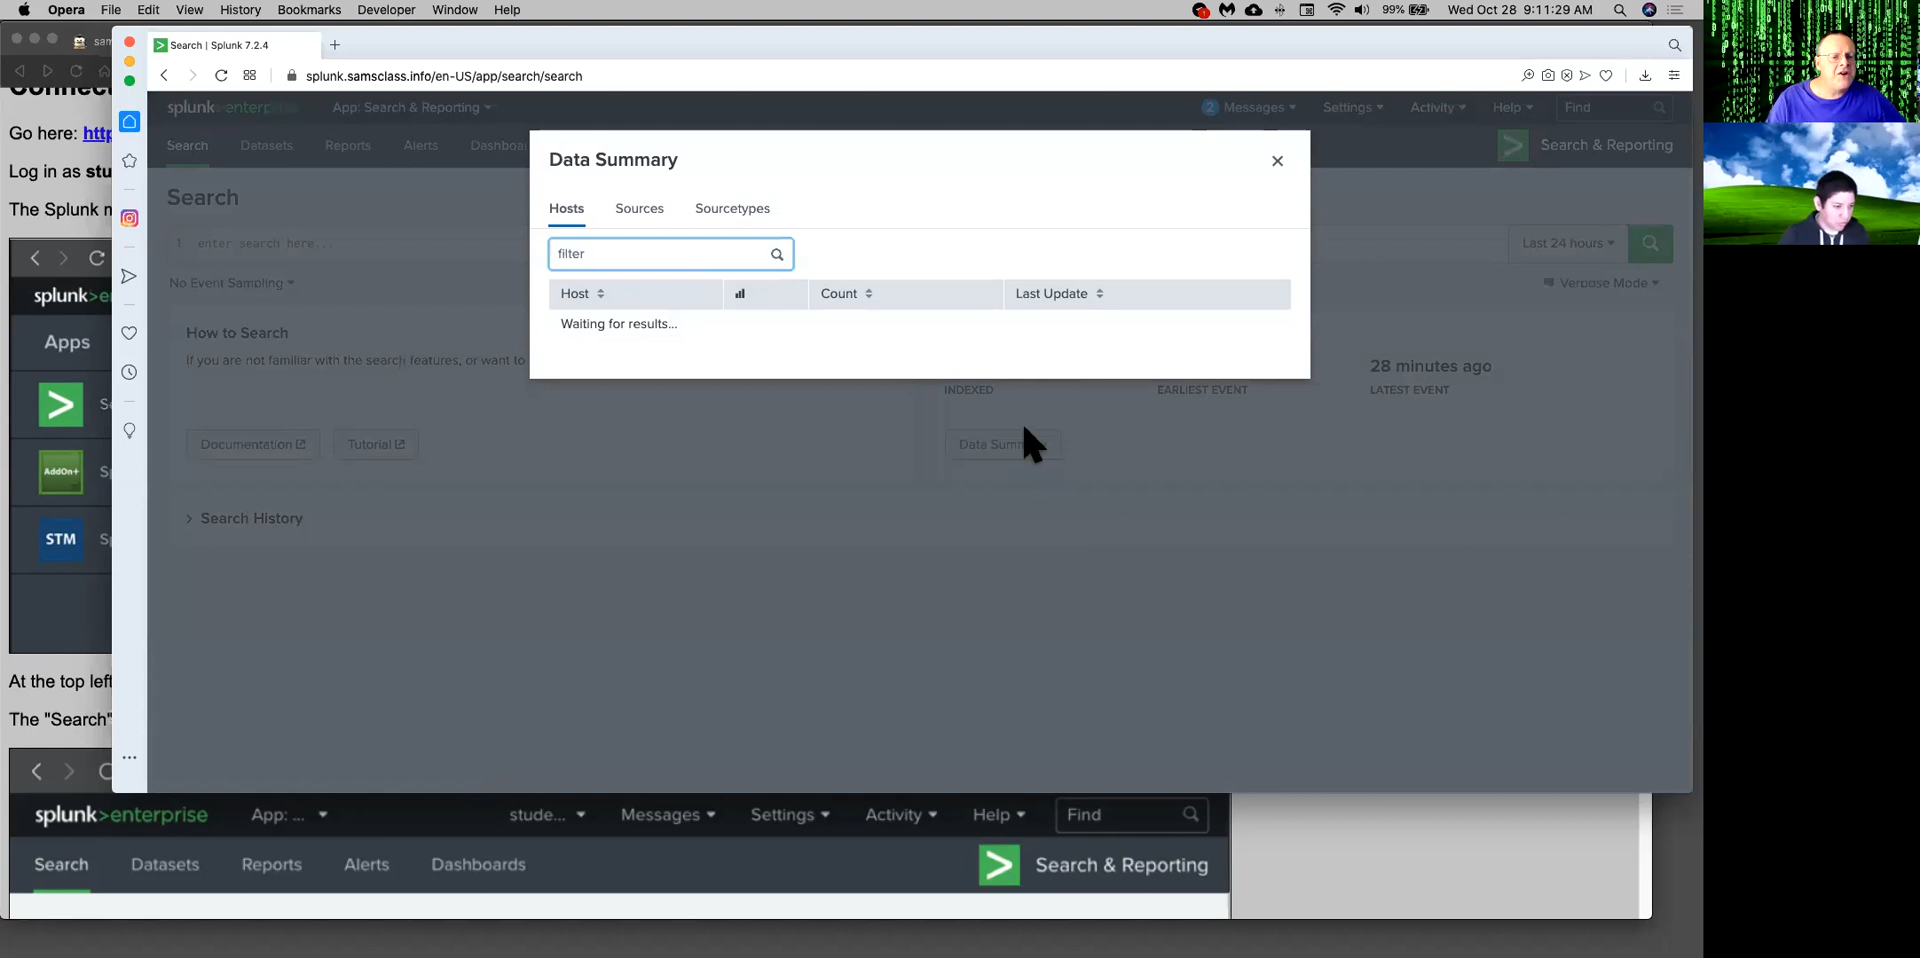 Opera File Edit View History Bookmarks Developer Window Help
99% Wed Oct 28 9:11:29 AM
Search | Splunk 7.2.4
splunk.samsclass.info/en-US/app/search/search
Go here: http
Log in as stu
The Splunk m
splunk>e
Apps
AddOn+
STM
At the top left
The "Search"
App: Search & Reporting
2 Messages Settings Activity Help Find
Search Datasets Reports Alerts
Search & Reporting
Search
1 enter search here...
Last 24 hours
No Event Sampling
Verbose Mode
How to Search
If you are not familiar with the search features, or want to
Documentation Tutorial
INDEXED
EARLIEST EVENT
28 minutes ago
LATEST EVENT
Search History
Data Summary
Hosts Sources Sourcetypes
filter
Host Count Last Update
Waiting for results...
splunk>enterprise App: ... stude... Messages Settings Activity Help Find
Search Datasets Reports Alerts Dashboards
Search & Reporting